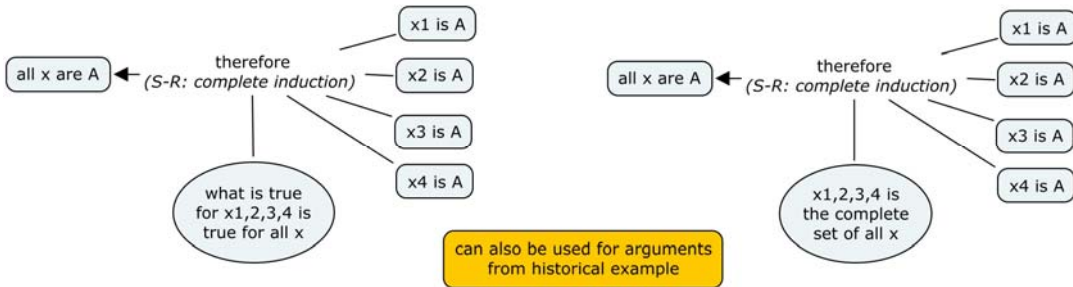 x1 is A
therefore
(S-R: complete induction)
all x are A
x2 is A
x3 is A
x4 is A
what is true
for x1,2,3,4 is
true for all x
x1 is A
therefore
(S-R: complete induction)
all x are A
x2 is A
x3 is A
x4 is A
x1,2,3,4 is
the complete
set of all x
can also be used for arguments
from historical example